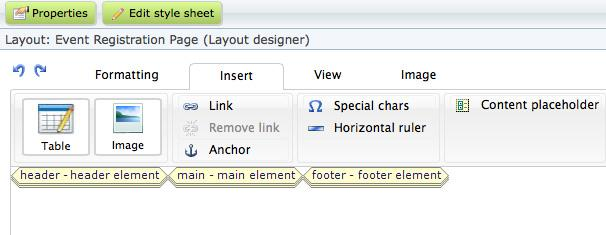 Properties Edit style sheet
Layout: Event Registration Page (Layout designer)
Formatting Insert View Image
Link Special chars Content placeholder
Remove link Horizontal ruler
Table Image Anchor
header - header element main - main element footer - footer element